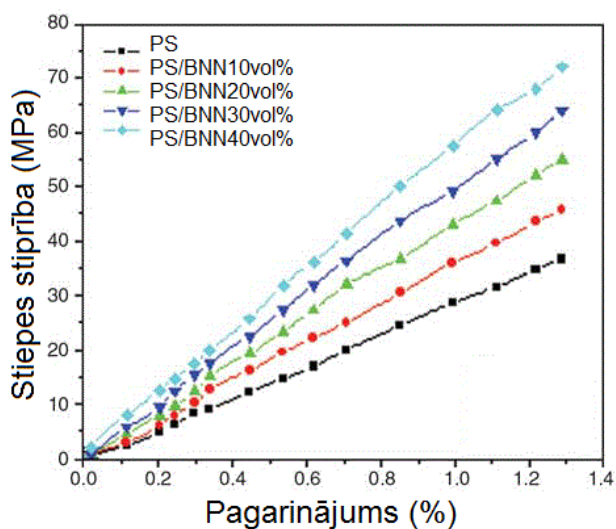 80
70
60
50
40
30
20
10
0
Stiepes stiprība (MPa)
PS
PS/BNN10vol%
PS/BNN20vol%
PS/BNN30vol%
PS/BNN40vol%
0.0 0.2 0.4 0.6 0.8 1.0 1.2 1.4
Pagarinājums (%)